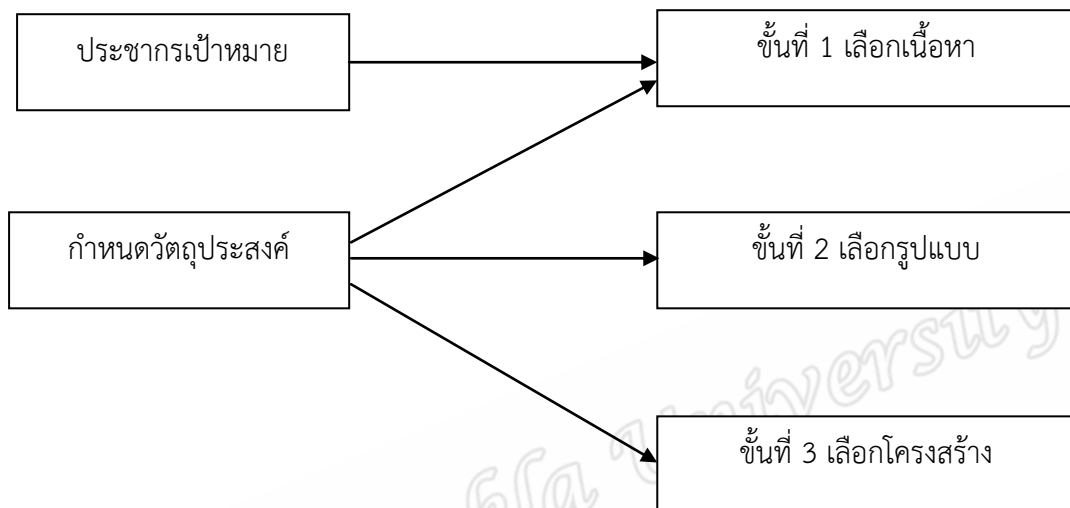 ประชากรเป้าหมาย
ขั้นที่ 1 เลือกเนื้อหา
กำหนดวัตถุประสงค์
ขั้นที่ 2 เลือกรูปแบบ
ขั้นที่ 3 เลือกโครงสร้าง
University